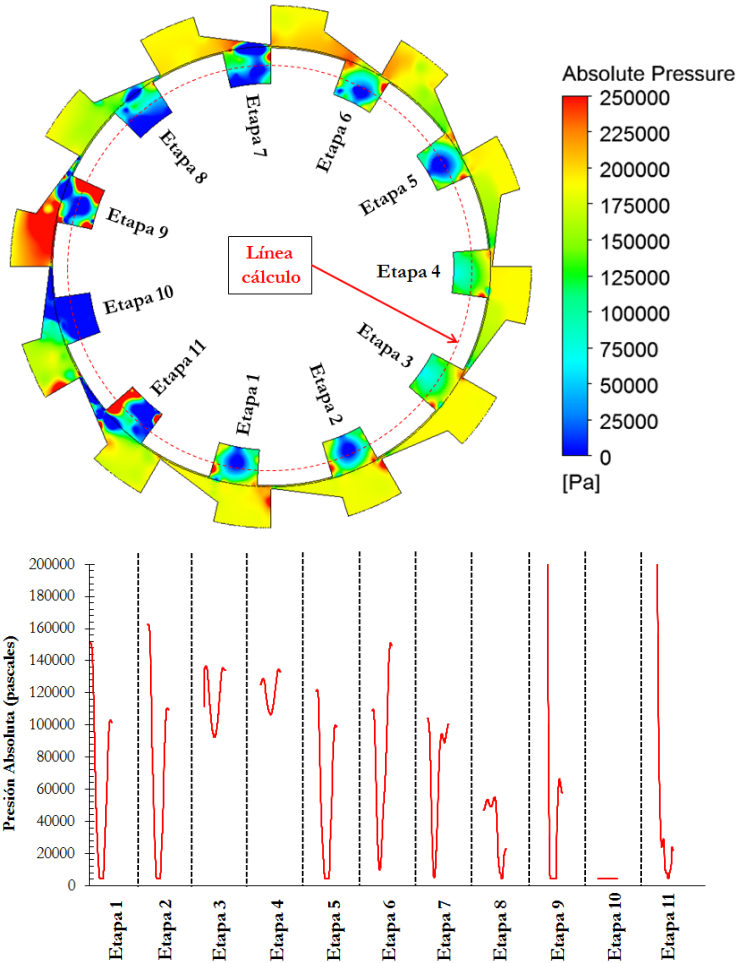 Absolute Pressure
250000
225000
200000
175000
150000
125000
100000
75000
50000
25000
0
[Pa]
Etapa 7
Etapa 6
Etapa 8
Etapa 5
Etapa 9
Línea
cálculo
Etapa 4
Etapa 10
Etapa 3
Etapa 11
Etapa 1
Etapa 2
Presión Absoluta (pascales)
200000
180000
160000
140000
120000
100000
80000
60000
40000
20000
0
Etapa 1
Etapa 2
Etapa 3
Etapa 4
Etapa 5
Etapa 6
Etapa 7
Etapa 8
Etapa 9
Etapa 10
Etapa 11